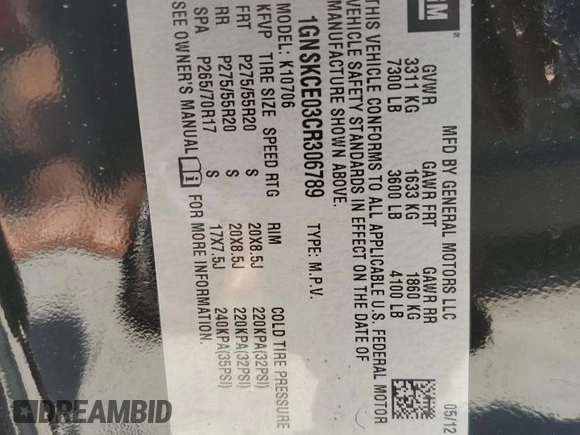 GM ®
MFD BY GENERAL MOTORS LLC 05/12
GVWR GAWR FRT GAWR RR
3311 KG 1633 KG 1860 KG
7300 LB 3600 LB 4100 LB
THIS VEHICLE CONFORMS TO ALL APPLICABLE U.S. FEDERAL MOTOR
VEHICLE SAFETY STANDARDS IN EFFECT ON THE DATE OF
MANUFACTURE SHOWN ABOVE.
1GNSKCE03CR306789 TYPE: M.P.V.
MODEL: K10706
KFVP TIRE SIZE SPEED RTG RIM COLD TIRE PRESSURE
FRT P275/55R20 S 20X8.5J 220KPA(32PSI)
RR P275/55R20 S 20X8.5J 220KPA(32PSI)
SPA P265/70R17 S 17X7.5J 240KPA(35PSI)
SEE OWNER'S MANUAL i FOR MORE INFORMATION.
DREAMBID